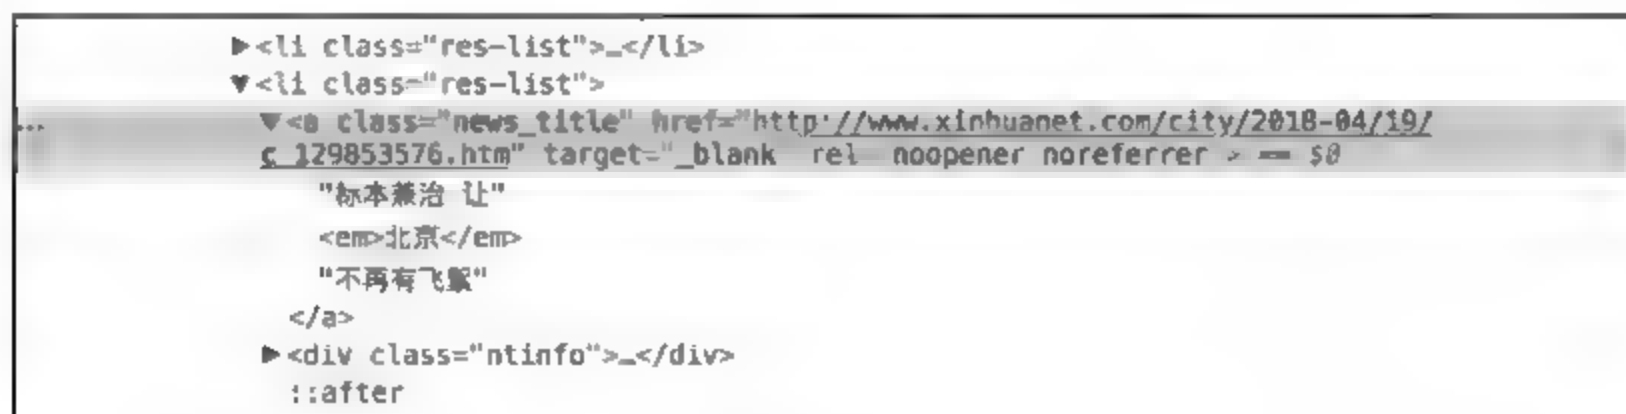 ▶<li class="res-list">…</li>
▼<li class="res-list">
… ▼<a class="news_title" href="http://www.xinhuanet.com/city/2018-04/19/
c_129853576.htm" target="_blank" rel="noopener noreferrer"> == $0
"标本兼治 让"
<em>北京</em>
"不再有飞絮"
</a>
▶<div class="ntinfo">…</div>
::after